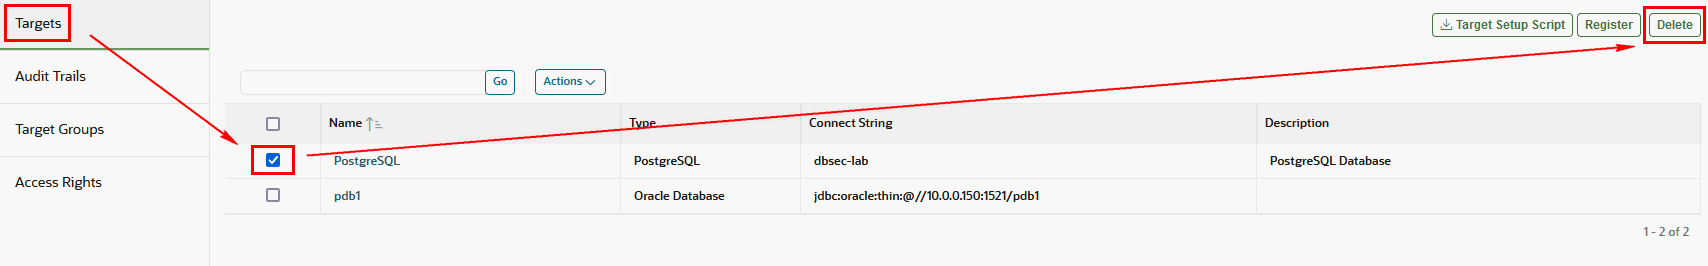 Targets
Target Setup Script Register Delete
Audit Trails
Go Actions
Target Groups
Name Type Connect String Description
PostgreSQL PostgreSQL dbsec-lab PostgreSQL Database
Access Rights
pdb1 Oracle Database jdbc:oracle:thin:@//10.0.0.150:1521/pdb1
1 - 2 of 2